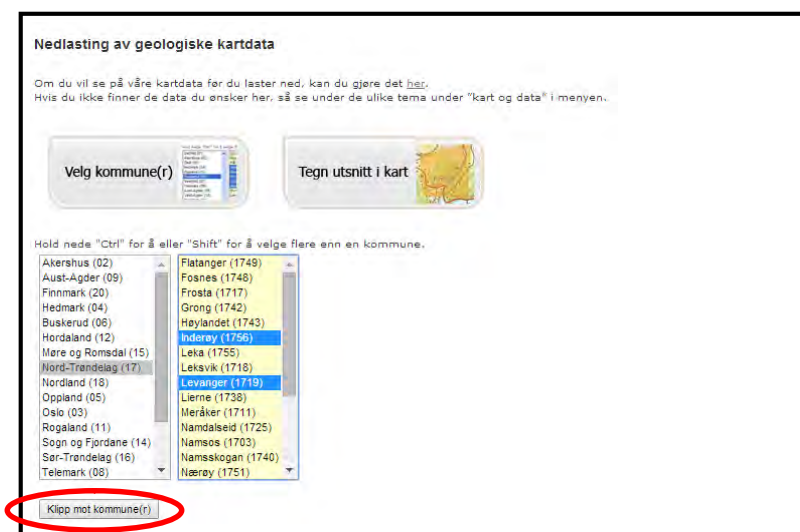 Nedlasting av geologiske kartdata
Om du vil se på våre kartdata før du laster ned, kan du gjøre det her.
Hvis du ikke finner de data du ønsker her, så se under de ulike tema under "kart og data" i menyen.
Velg kommune(r)
Tegn utsnitt i kart
Hold nede "Ctrl" for å eller "Shift" for å velge flere enn en kommune.
Akershus (02)
Aust-Agder (09)
Finnmark (20)
Hedmark (04)
Buskerud (06)
Hordaland (12)
Møre og Romsdal (15)
Nord-Trøndelag (17)
Nordland (18)
Oppland (05)
Oslo (03)
Rogaland (11)
Sogn og Fjordane (14)
Sør-Trøndelag (16)
Telemark (08)
Flatanger (1749)
Fosnes (1748)
Frosta (1717)
Grong (1742)
Høylandet (1743)
Inderøy (1756)
Leka (1755)
Leksvik (1718)
Levanger (1719)
Lierne (1738)
Meråker (1711)
Namdalseid (1725)
Namsos (1703)
Namsskogan (1740)
Nærøy (1751)
Klipp mot kommune(r)